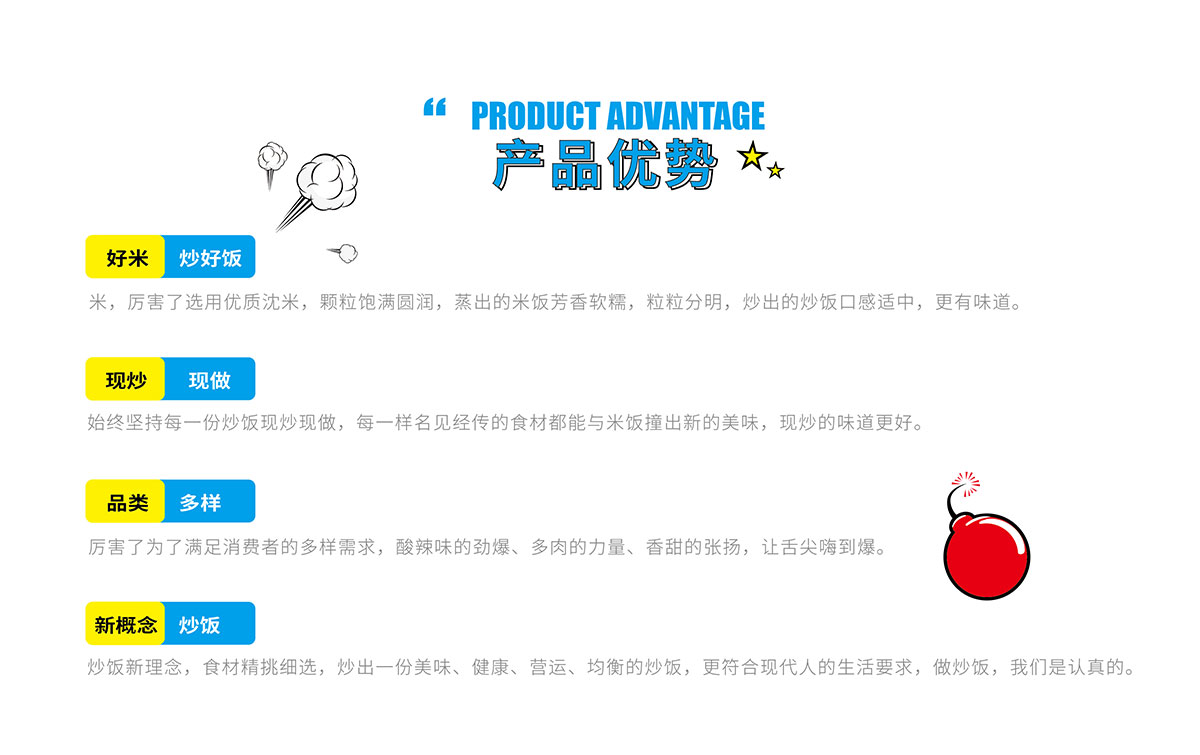 “ PRODUCT ADVANTAGE
产品优势
好米 炒好饭
米，厉害了选用优质沈米，颗粒饱满圆润，蒸出的米饭芳香软糯，粒粒分明，炒出的炒饭口感适中，更有味道。
现炒 现做
始终坚持每一份炒饭现炒现做，每一样名见经传的食材都能与米饭撞出新的美味，现炒的味道更好。
品类 多样
厉害了为了满足消费者的多样需求，酸辣味的劲爆、多肉的力量、香甜的张扬，让舌尖嗨到爆。
新概念 炒饭
炒饭新理念，食材精挑细选，炒出一份美味、健康、营运、均衡的炒饭，更符合现代人的生活要求，做炒饭，我们是认真的。